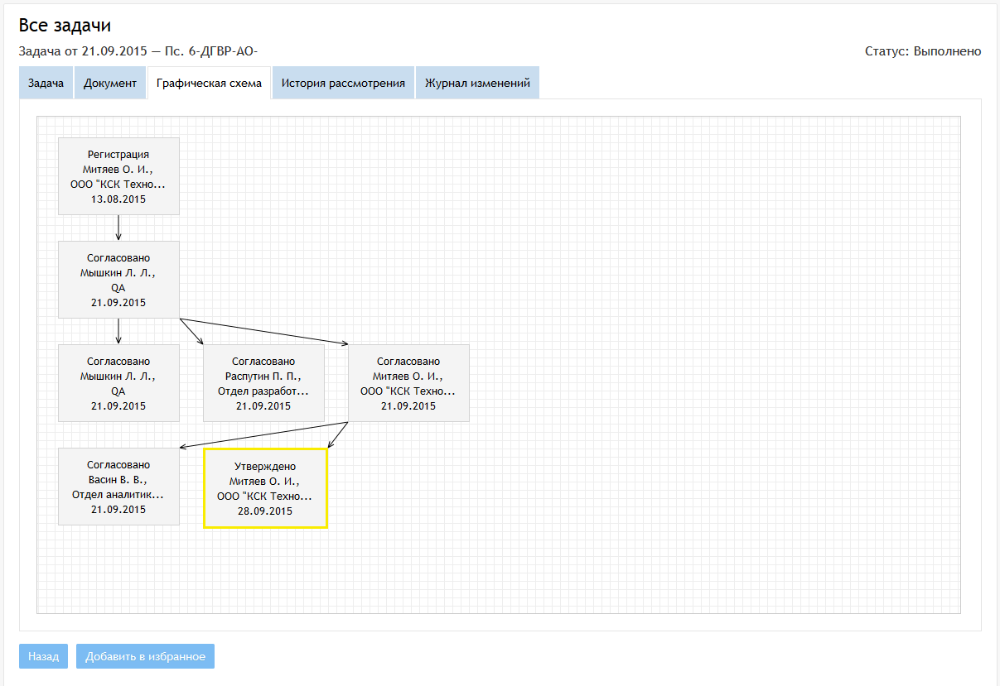 Все задачи
Задача от 21.09.2015 — Пс. 6-ДГВР-АО-
Статус: Выполнено
Задача
Документ
Графическая схема
История рассмотрения
Журнал изменений
Регистрация
Митяев О. И.,
ООО "КСК Техно...
13.08.2015
Согласовано
Мышкин Л. Л.,
QA
21.09.2015
Согласовано
Мышкин Л. Л.,
QA
21.09.2015
Согласовано
Распутин П. П.,
Отдел разработ...
21.09.2015
Согласовано
Митяев О. И.,
ООО "КСК Техно...
21.09.2015
Согласовано
Васин В. В.,
Отдел аналитик...
21.09.2015
Утверждено
Митяев О. И.,
ООО "КСК Техно...
28.09.2015
Назад
Добавить в избранное